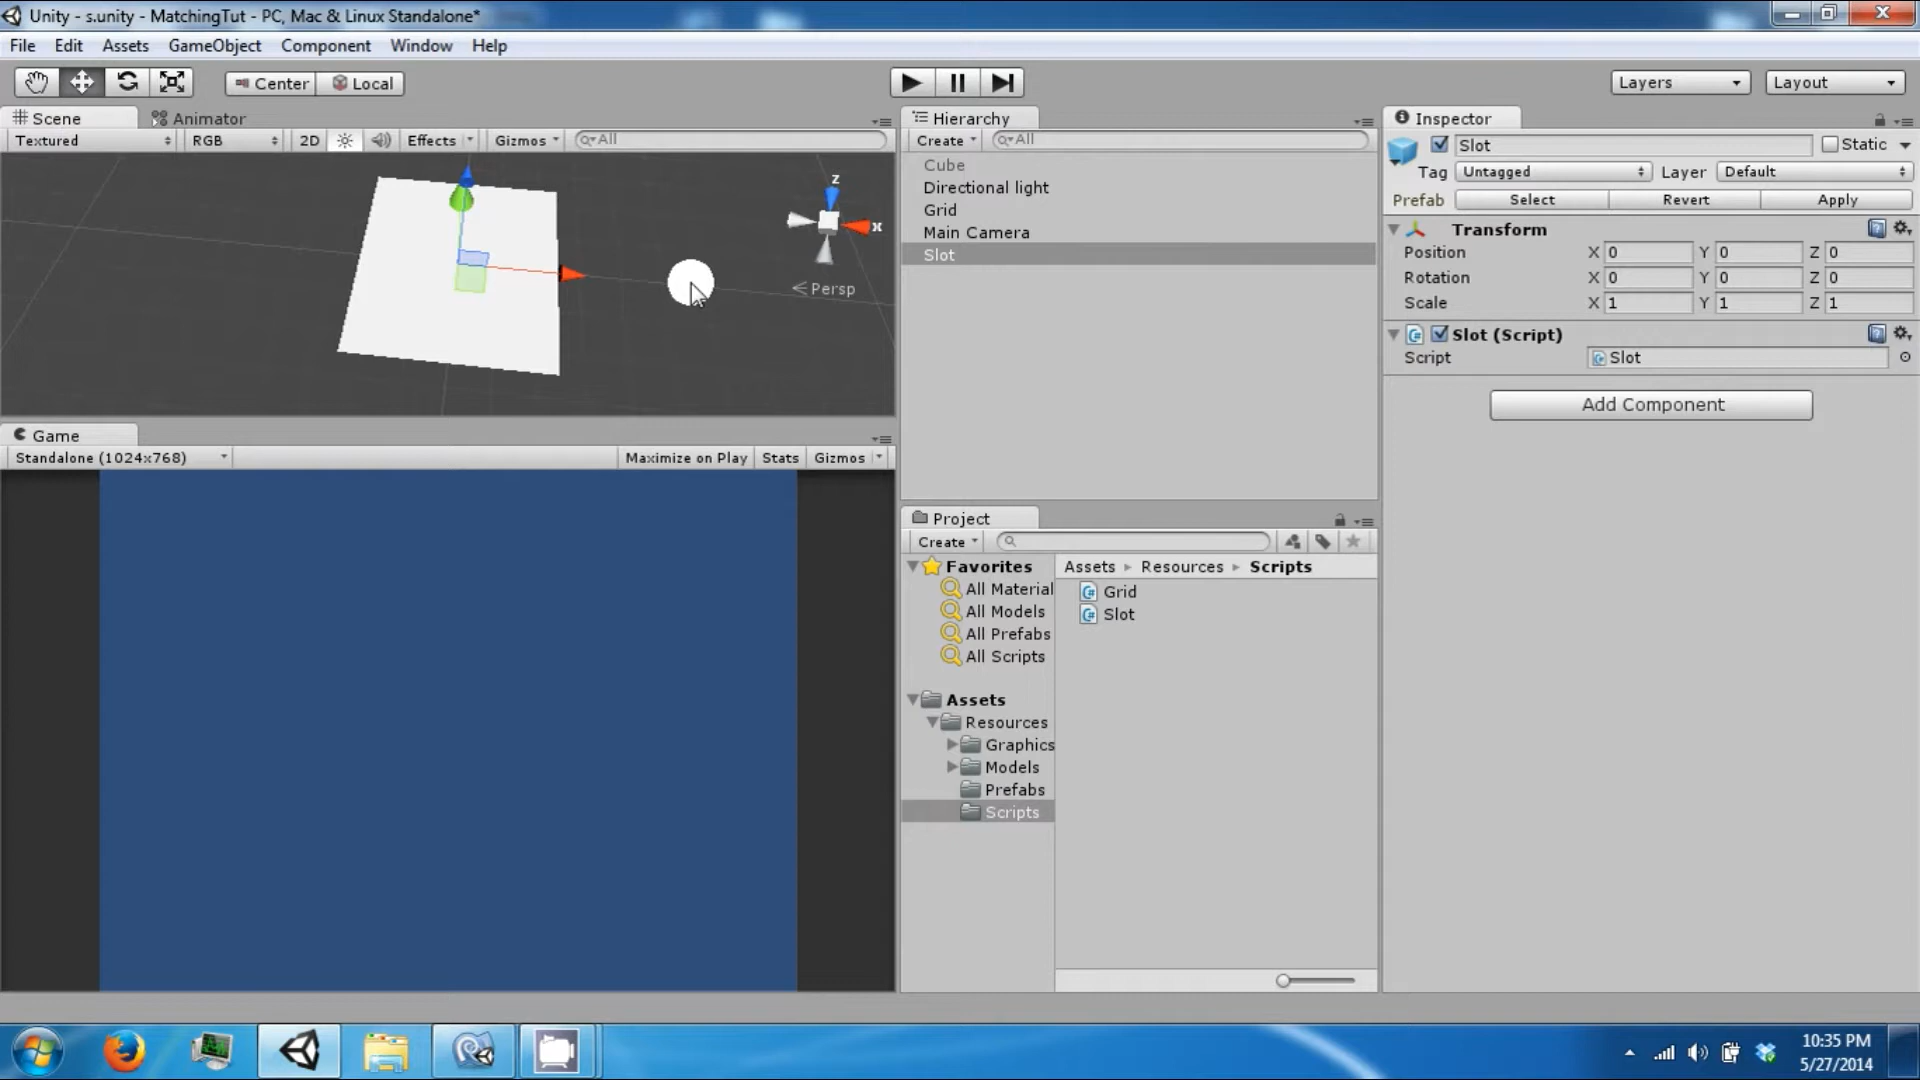 Unity - s.unity - MatchingTut - PC, Mac & Linux Standalone*
File Edit Assets GameObject Component Window Help
Center Local Layers Layout
Scene Animator
Textured RGB 2D Effects Gizmos All
z
x
Persp
Game
Standalone (1024x768) Maximize on Play Stats Gizmos
Hierarchy
Create All
Cube
Directional light
Grid
Main Camera
Slot
Project
Create
Favorites
All Material
All Models
All Prefabs
All Scripts
Assets
Resources
Graphics
Models
Prefabs
Scripts
Assets Resources Scripts
Grid
Slot
Inspector
Slot Static
Tag Untagged Layer Default
Prefab Select Revert Apply
Transform
Position X 0 Y 0 Z 0
Rotation X 0 Y 0 Z 0
Scale X 1 Y 1 Z 1
Slot (Script)
Script Slot
Add Component
10:35 PM
5/27/2014